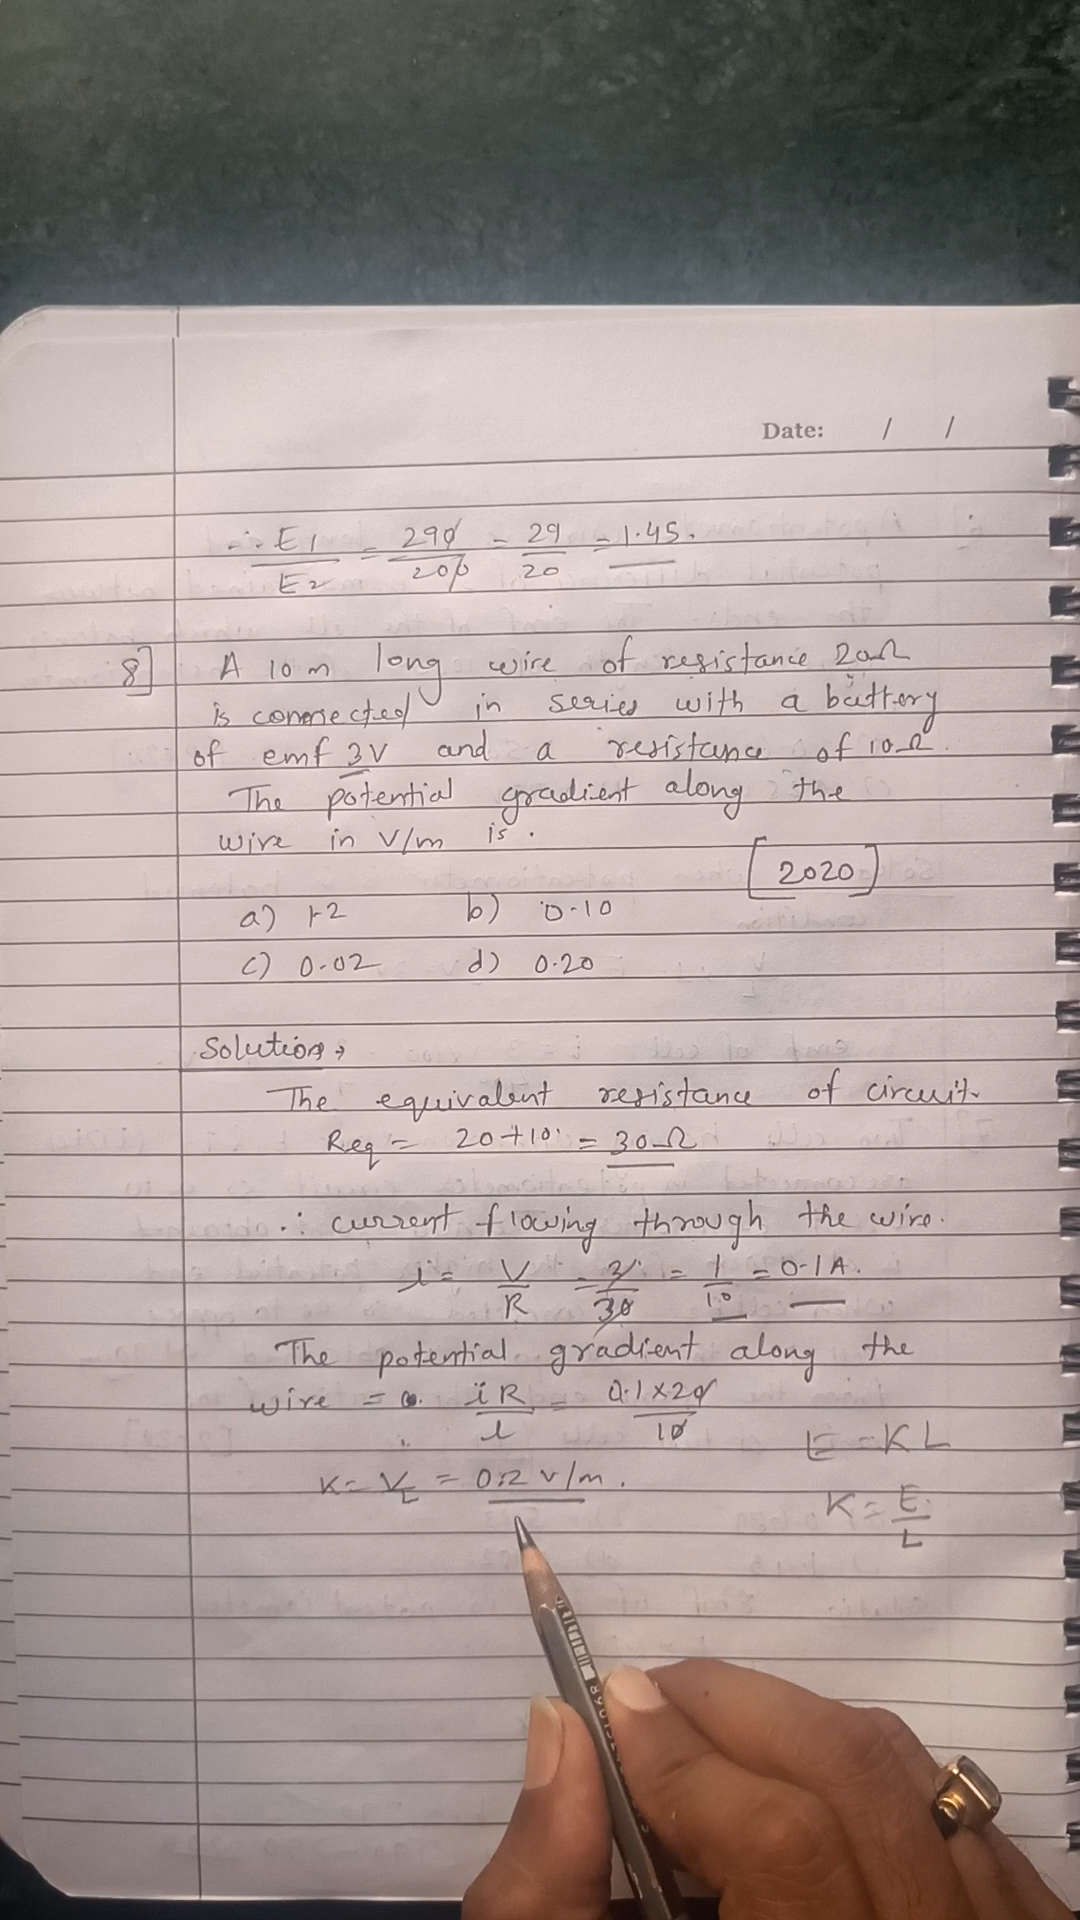 Date: / /
∴ E1/E2 = 290/200 = 29/20 = 1.45.
8] A 10 m long wire of resistance 20Ω
is connected in series with a battery
of emf 3V and a resistance of 10Ω.
The potential gradient along the
wire in V/m is.
[2020]
a) 1.2 b) 0.10
c) 0.02 d) 0.20
Solution →
The equivalent resistance of circuit.
Req = 20+10 = 30Ω
∴ current flowing through the wire.
i = V/R = 3/30 = 1/10 = 0.1A.
The potential gradient along the
wire = iR/l = 0.1×20/10
E = KL
K = V/L = 0.2 v/m.
K = E/L